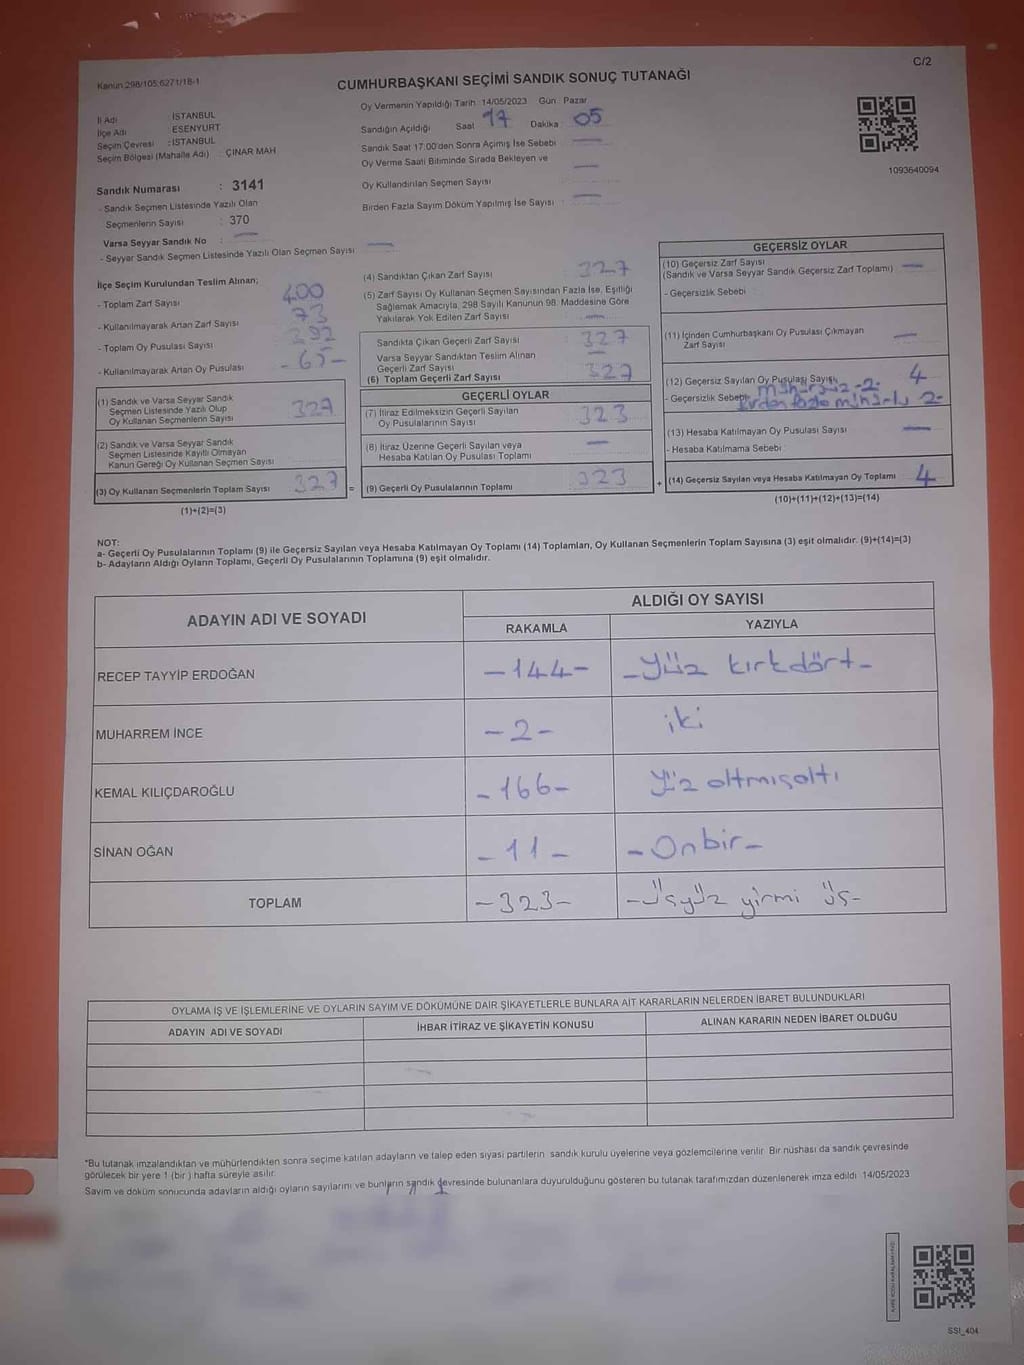 Kanun:298/105,6271/18-1
C/2
CUMHURBAŞKANI SEÇİMİ SANDIK SONUÇ TUTANAĞI
İl Adı : İSTANBUL
İlçe Adı : ESENYURT
Seçim Çevresi : İSTANBUL
Seçim Bölgesi (Mahalle Adı) : ÇINAR MAH
Oy Vermenin Yapıldığı Tarih :14/05/2023 Gün : Pazar
Sandığın Açıldığı Saat 17 Dakika : 05
Sandık Saat 17:00'den Sonra Açılmış İse Sebebi —
Oy Verme Saati Bitiminde Sırada Bekleyen ve
Oy Kullandırılan Seçmen Sayısı —
Birden Fazla Sayım Döküm Yapılmış İse Sayısı —
1093640094
Sandık Numarası : 3141
- Sandık Seçmen Listesinde Yazılı Olan
Seçmenlerin Sayısı : 370
Varsa Seyyar Sandık No : —
- Seyyar Sandık Seçmen Listesinde Yazılı Olan Seçmen Sayısı —
İlçe Seçim Kurulundan Teslim Alınan;
- Toplam Zarf Sayısı 400
- Kullanılmayarak Artan Zarf Sayısı 73
- Toplam Oy Pusulası Sayısı 392
- Kullanılmayarak Artan Oy Pusulası - 65 -
(1) Sandık ve Varsa Seyyar Sandık
Seçmen Listesinde Yazılı Olup
Oy Kullanan Seçmenlerin Sayısı 327
(2) Sandık ve Varsa Seyyar Sandık
Seçmen Listesinde Kayıtlı Olmayan
Kanun Gereği Oy Kullanan Seçmen Sayısı
(3) Oy Kullanan Seçmenlerin Toplam Sayısı 327
(1)+(2)=(3)
(4) Sandıktan Çıkan Zarf Sayısı 327
(5) Zarf Sayısı Oy Kullanan Seçmen Sayısından Fazla İse, Eşitliği
Sağlamak Amacıyla, 298 Sayılı Kanunun 98. Maddesine Göre
Yakılarak Yok Edilen Zarf Sayısı —
Sandıkta Çıkan Geçerli Zarf Sayısı 327
Varsa Seyyar Sandıktan Teslim Alınan
Geçerli Zarf Sayısı —
(6) Toplam Geçerli Zarf Sayısı 327
GEÇERLİ OYLAR
(7) İtiraz Edilmeksizin Geçerli Sayılan
Oy Pusulalarının Sayısı 323
(8) İtiraz Üzerine Geçerli Sayılan veya
Hesaba Katılan Oy Pusulası Toplamı —
= (9) Geçerli Oy Pusulalarının Toplamı 323
GEÇERSİZ OYLAR
(10) Geçersiz Zarf Sayısı
(Sandık ve Varsa Seyyar Sandık Geçersiz Zarf Toplamı) —
- Geçersizlik Sebebi :
(11) İçinden Cumhurbaşkanı Oy Pusulası Çıkmayan
Zarf Sayısı —
(12) Geçersiz Sayılan Oy Pusulası Sayısı 4
- Geçersizlik Sebebi: mühürsüz -2-
Birden fazla mühürlü 2-
(13) Hesaba Katılmayan Oy Pusulası Sayısı —
- Hesaba Katılmama Sebebi :
+ (14) Geçersiz Sayılan veya Hesaba Katılmayan Oy Toplamı 4
(10)+(11)+(12)+(13)=(14)
NOT:
a- Geçerli Oy Pusulalarının Toplamı (9) ile Geçersiz Sayılan veya Hesaba Katılmayan Oy Toplamı (14) Toplamları, Oy Kullanan Seçmenlerin Toplam Sayısına (3) eşit olmalıdır. (9)+(14)=(3)
b- Adayların Aldığı Oyların Toplamı, Geçerli Oy Pusulalarının Toplamına (9) eşit olmalıdır.
ADAYIN ADI VE SOYADI ALDIĞI OY SAYISI
RAKAMLA YAZIYLA
RECEP TAYYİP ERDOĞAN -144- -Yüz kırkdört-
MUHARREM İNCE -2- iki
KEMAL KILIÇDAROĞLU -166- Yüz altmışaltı
SİNAN OĞAN -11- -Onbir-
TOPLAM -323- -Üçyüz yirmi üç-
OYLAMA İŞ VE İŞLEMLERİNE VE OYLARIN SAYIM VE DÖKÜMÜNE DAİR ŞİKAYETLERLE BUNLARA AİT KARARLARIN NELERDEN İBARET BULUNDUKLARI
ADAYIN ADI VE SOYADI İHBAR İTİRAZ VE ŞİKAYETİN KONUSU ALINAN KARARIN NEDEN İBARET OLDUĞU
*Bu tutanak imzalandıktan ve mühürlendikten sonra seçime katılan adayların ve talep eden siyasi partilerin sandık kurulu üyelerine veya gözlemcilerine verilir. Bir nüshası da sandık çevresinde
görülecek bir yere 1 (bir ) hafta süreyle asılır.
Sayım ve döküm sonucunda adayların aldığı oyların sayılarını ve bunların sandık çevresinde bulunanlara duyurulduğunu gösteren bu tutanak tarafımızdan düzenlenerek imza edildi 14/05/2023
SSİ_404